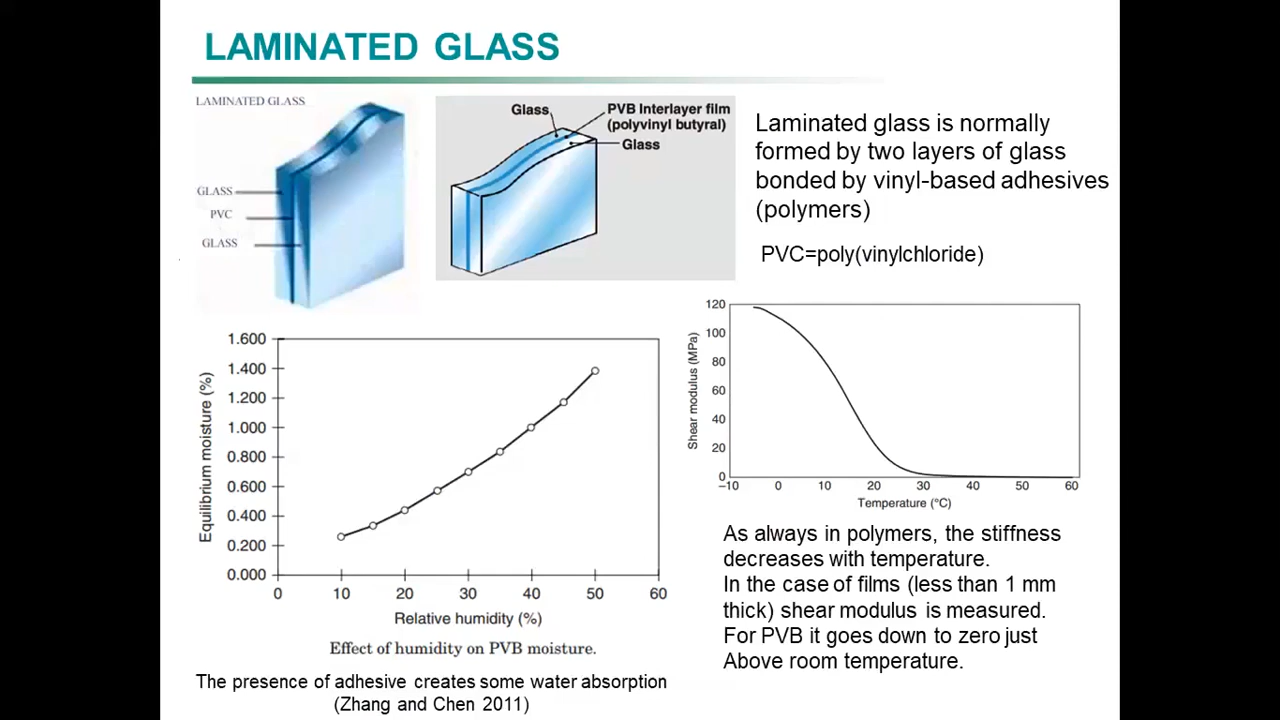 LAMINATED GLASS
LAMINATED GLASS
GLASS
PVC
GLASS
Glass
PVB Interlayer film
(polyvinyl butyral)
Glass
Laminated glass is normally
formed by two layers of glass
bonded by vinyl-based adhesives
(polymers)
PVC=poly(vinylchloride)
1.600
1.400
1.200
1.000
0.800
0.600
0.400
0.200
0.000
Equilibrium moisture (%)
0 10 20 30 40 50 60
Relative humidity (%)
Effect of humidity on PVB moisture.
The presence of adhesive creates some water absorption
(Zhang and Chen 2011)
120
100
80
60
40
20
0
Shear modulus (MPa)
–10 0 10 20 30 40 50 60
Temperature (°C)
As always in polymers, the stiffness
decreases with temperature.
In the case of films (less than 1 mm
thick) shear modulus is measured.
For PVB it goes down to zero just
Above room temperature.